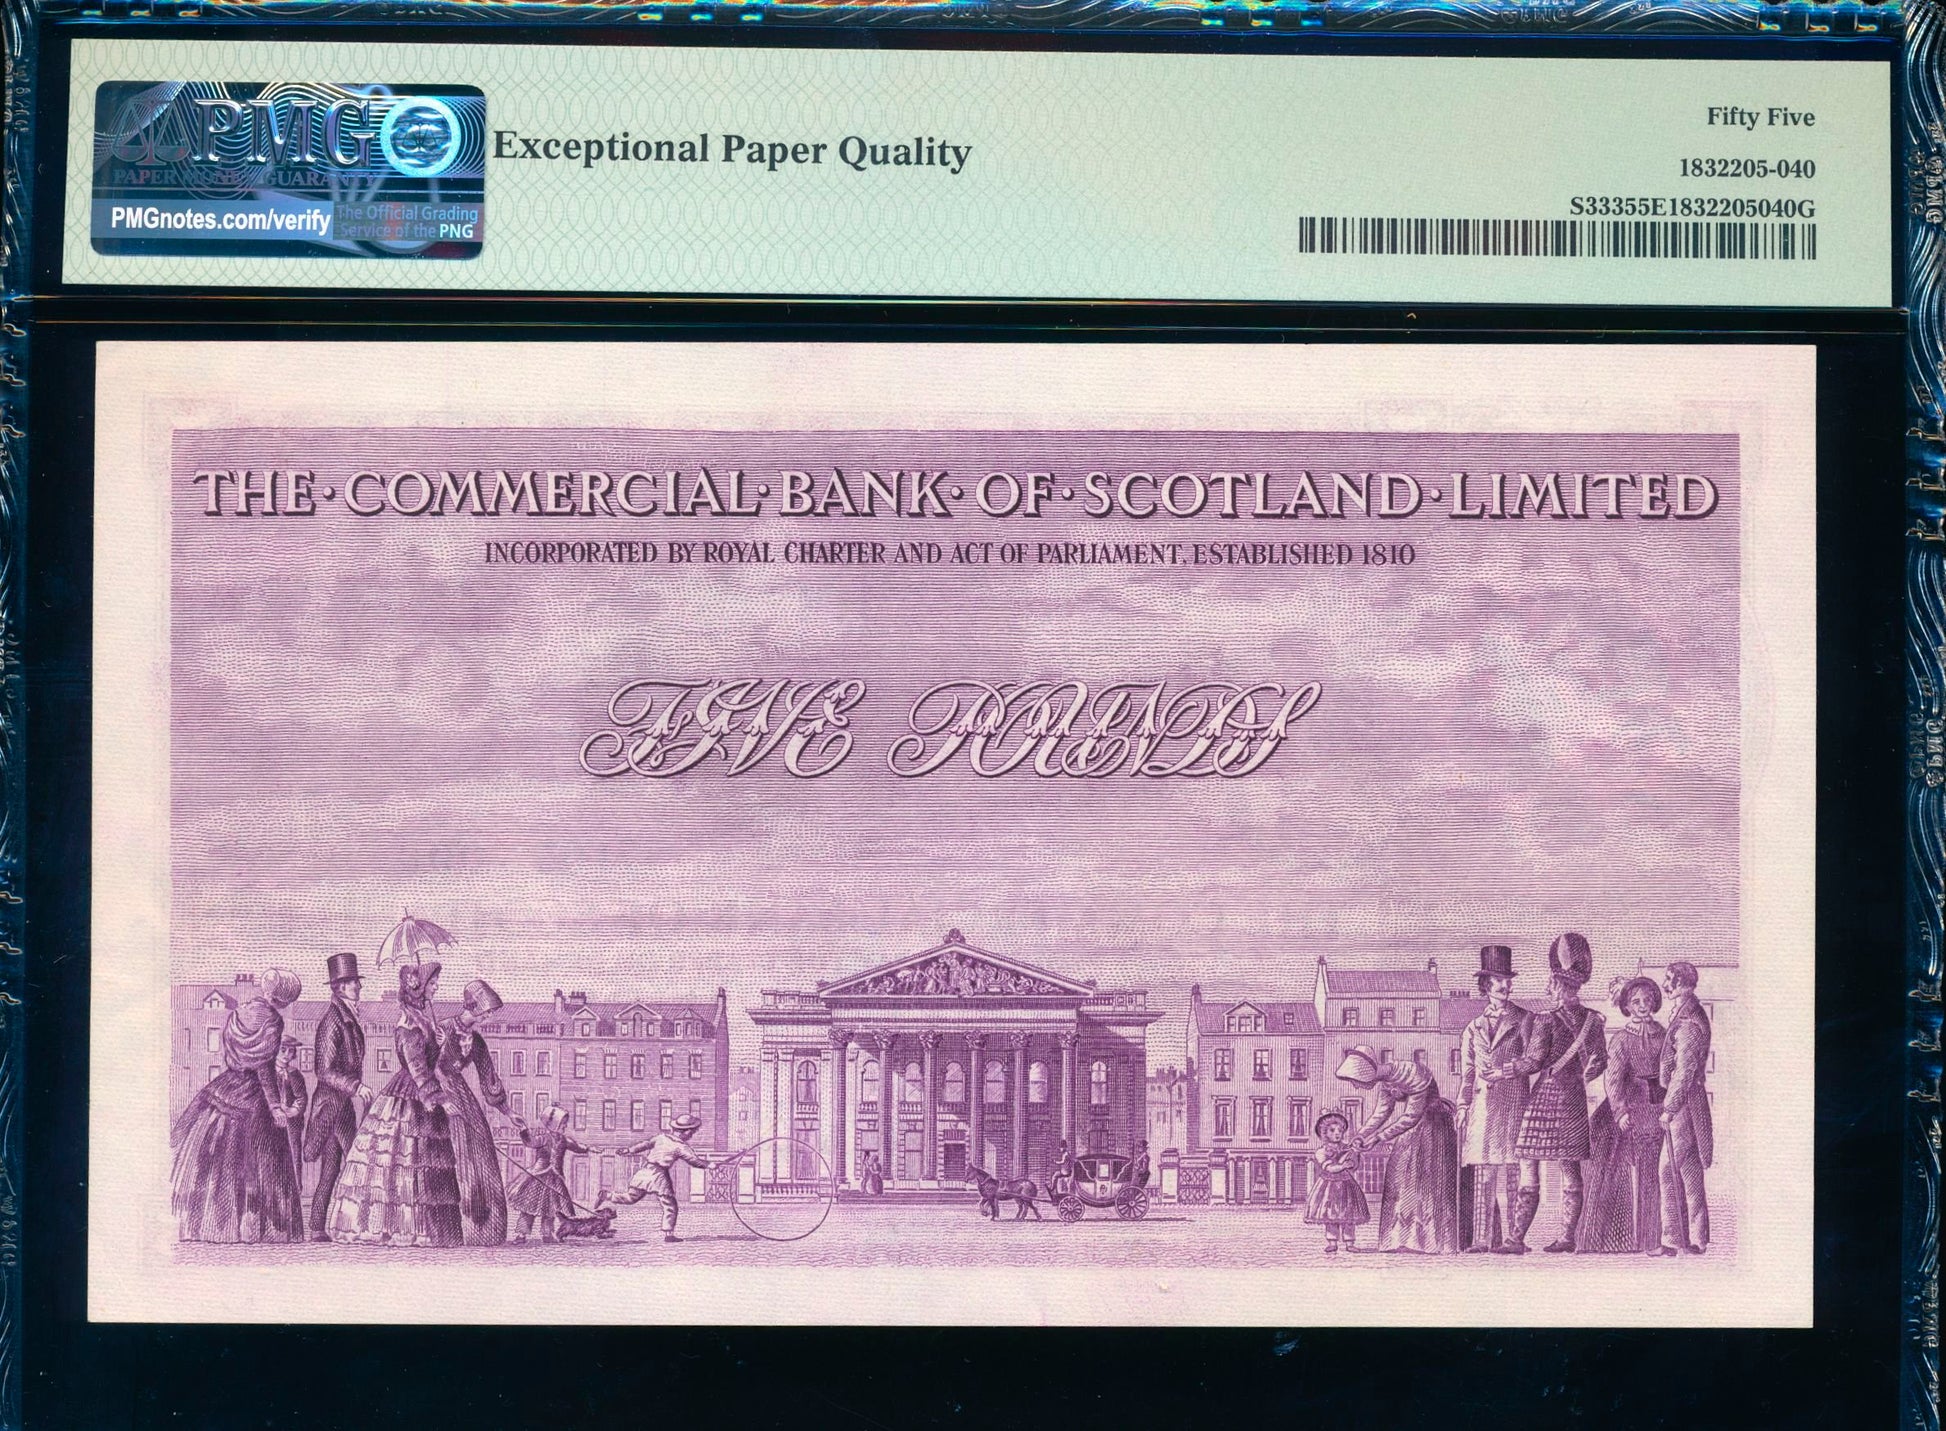 PMG
PAPER MONEY GUARANTY
PMGnotes.com/verify
The Official Grading
Service of the PNG
Exceptional Paper Quality
Fifty Five
1832205-040
S33355E1832205040G
THE·COMMERCIAL·BANK·OF·SCOTLAND·LIMITED
INCORPORATED BY ROYAL CHARTER AND ACT OF PARLIAMENT, ESTABLISHED 1810
FIVE POUNDS